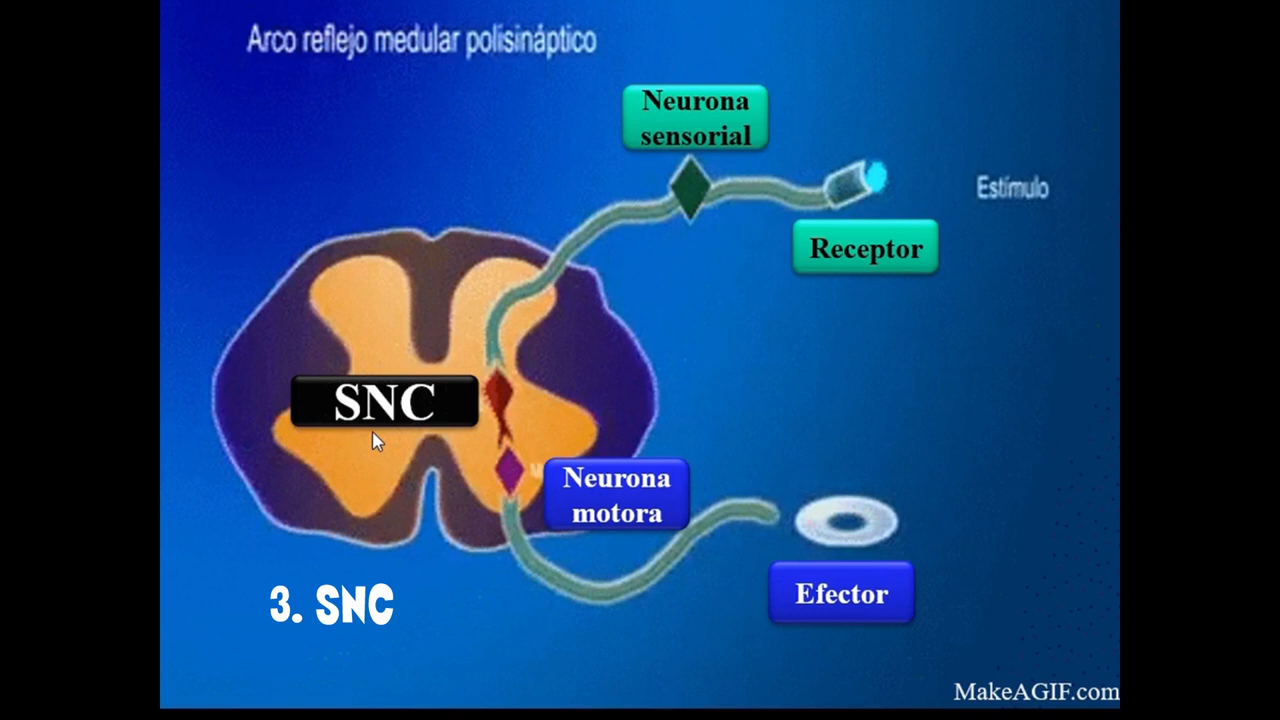 Arco reflejo medular polisináptico
Neurona
sensorial
Estímulo
Receptor
SNC
Neurona
motora
Efector
3. SNC
MakeAGIF.com